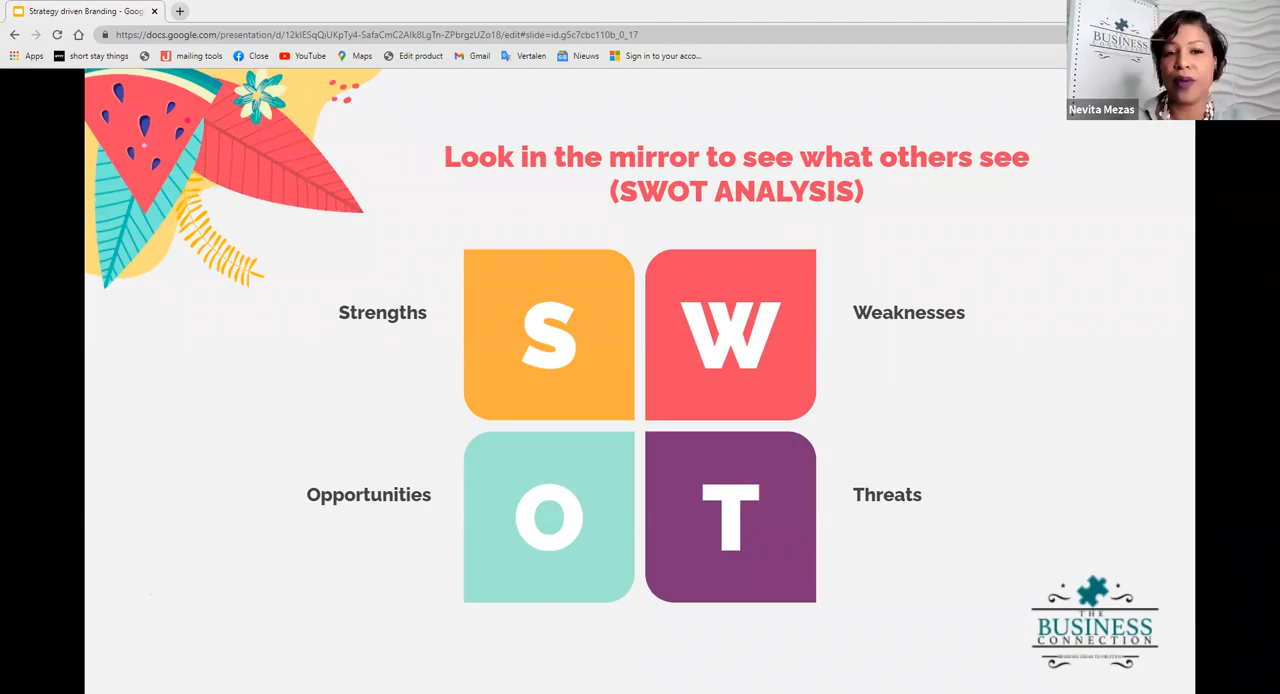 Strategy driven Branding - Goog
https://docs.google.com/presentation/d/12klESqQiUKpTy4-SafaCmC2AIk8LgTn-ZPbrgzUZo18/edit#slide=id.g5c7cbc110b_0_17
Apps short stay things mailing tools Close YouTube Maps Edit product Gmail Vertalen Nieuws Sign in to your acco...
BUSINESS
Nevita Mezas
Look in the mirror to see what others see
(SWOT ANALYSIS)
Strengths S W Weaknesses
Opportunities O T Threats
THE
BUSINESS
CONNECTION